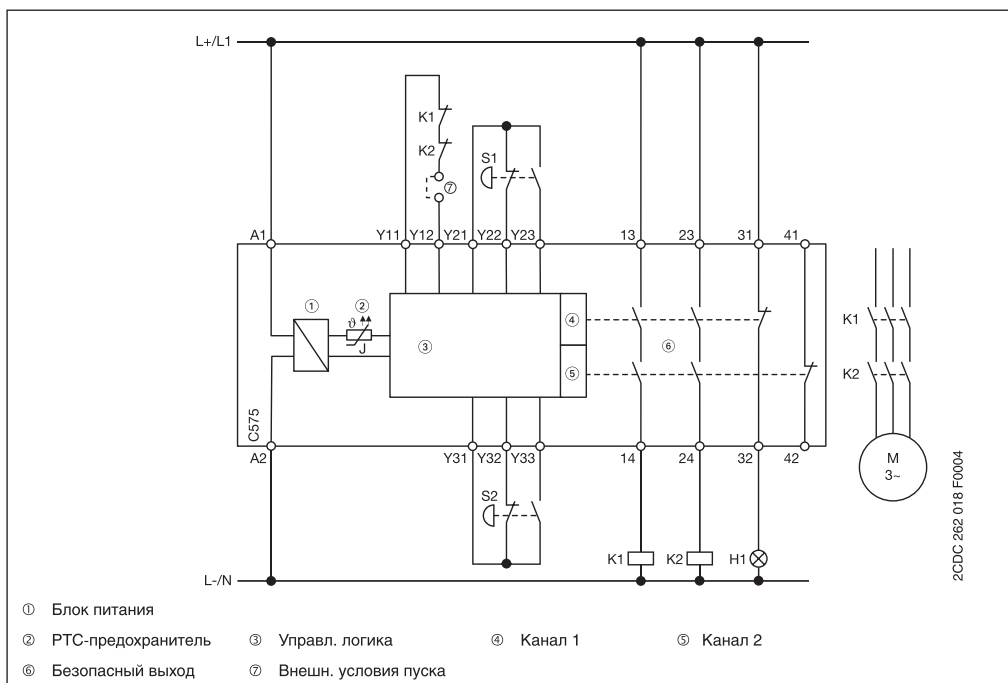 L+/L1
K1
K2
⑦
S1
A1 Y11 Y12 Y21 Y22 Y23 13 23 31 41
① ② ④
ϑ
J
③ ⑥
⑤
K1
K2
C575
A2 Y31 Y32 Y33 14 24 32 42
M
3~
S2
K1 K2 H1
L-/N
2CDC 262 018 F0004
① Блок питания
② РТС-предохранитель ③ Управл. логика ④ Канал 1 ⑤ Канал 2
⑥ Безопасный выход ⑦ Внешн. условия пуска